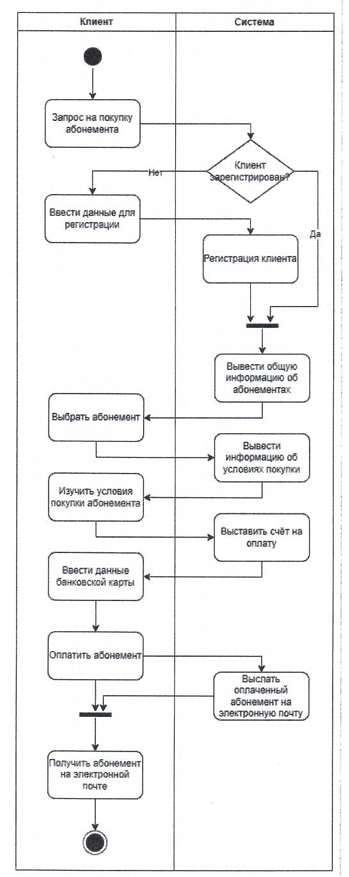 Клиент
Система
Запрос на покупку
абонемента
Клиент
зарегистрирован?
Нет
Да
Ввести данные для
регистрации
Регистрация клиента
Вывести общую
информацию об
абонементах
Выбрать абонемент
Вывести
информацию об
условиях покупки
Изучить условия
покупки абонемента
Выставить счёт на
оплату
Ввести данные
банковской карты
Оплатить абонемент
Выслать
оплаченный
абонемент на
электронную почту
Получить абонемент
на электронной
почте